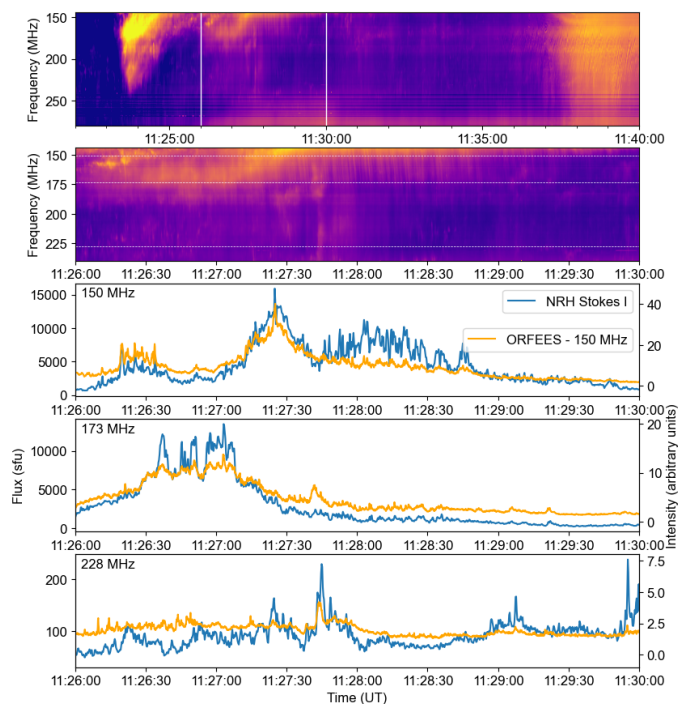 Frequency (MHz)
150
200
250
11:25:00 11:30:00 11:35:00 11:40:00
Frequency (MHz)
150
175
200
225
11:26:00 11:26:30 11:27:00 11:27:30 11:28:00 11:28:30 11:29:00 11:29:30 11:30:00
150 MHz
NRH Stokes I
ORFEES - 150 MHz
15000
10000
5000
0
40
20
0
11:26:00 11:26:30 11:27:00 11:27:30 11:28:00 11:28:30 11:29:00 11:29:30 11:30:00
173 MHz
Flux (sfu)
10000
5000
0
20
10
0
Intensity (arbitrary units)
11:26:00 11:26:30 11:27:00 11:27:30 11:28:00 11:28:30 11:29:00 11:29:30 11:30:00
228 MHz
200
100
7.5
5.0
2.5
0.0
11:26:00 11:26:30 11:27:00 11:27:30 11:28:00 11:28:30 11:29:00 11:29:30 11:30:00
Time (UT)